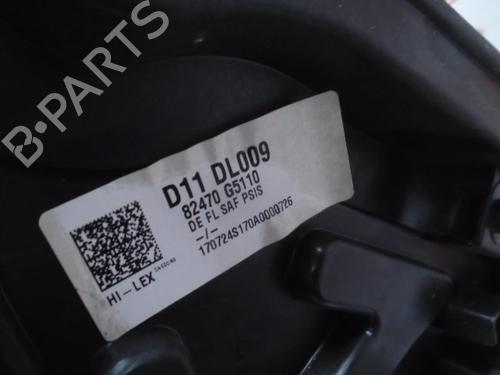 B-PARTS
D11 DL009
82470 G5110
DE FL SAF PSIS
-/-
170724S170A0000726
HI-LEX